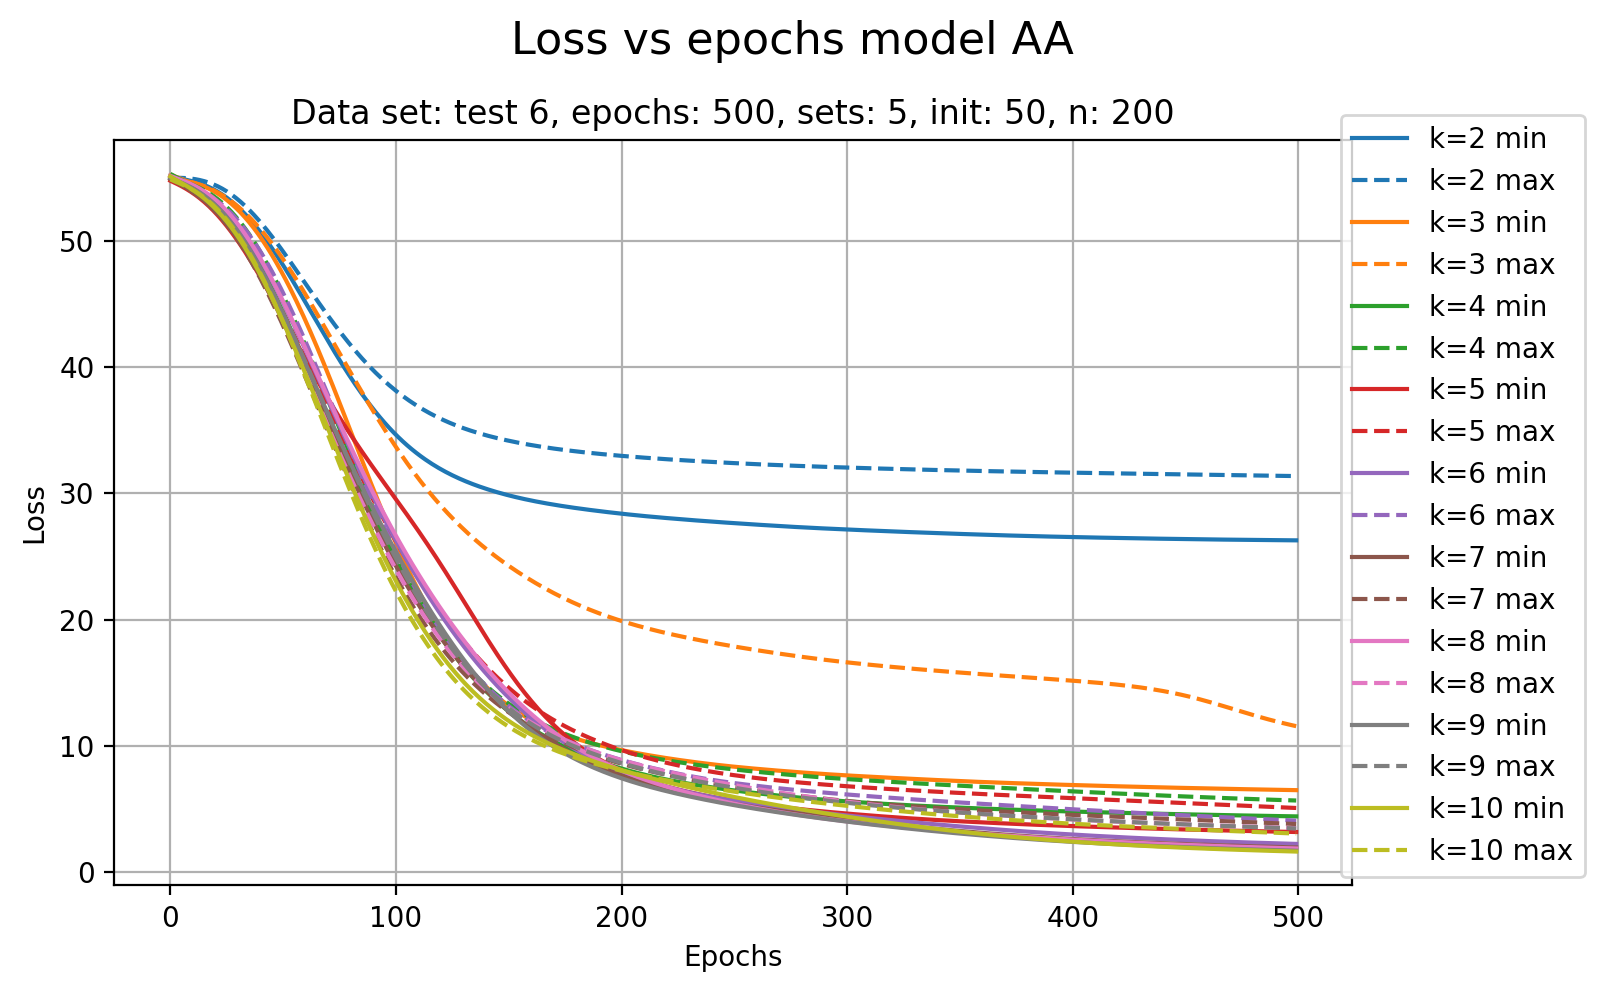 Loss vs epochs model AA
Data set: test 6, epochs: 500, sets: 5, init: 50, n: 200
k=2 min
k=2 max
k=3 min
k=3 max
k=4 min
k=4 max
k=5 min
k=5 max
k=6 min
k=6 max
k=7 min
k=7 max
k=8 min
k=8 max
k=9 min
k=9 max
k=10 min
k=10 max
Loss
50
40
30
20
10
0
0 100 200 300 400 500
Epochs